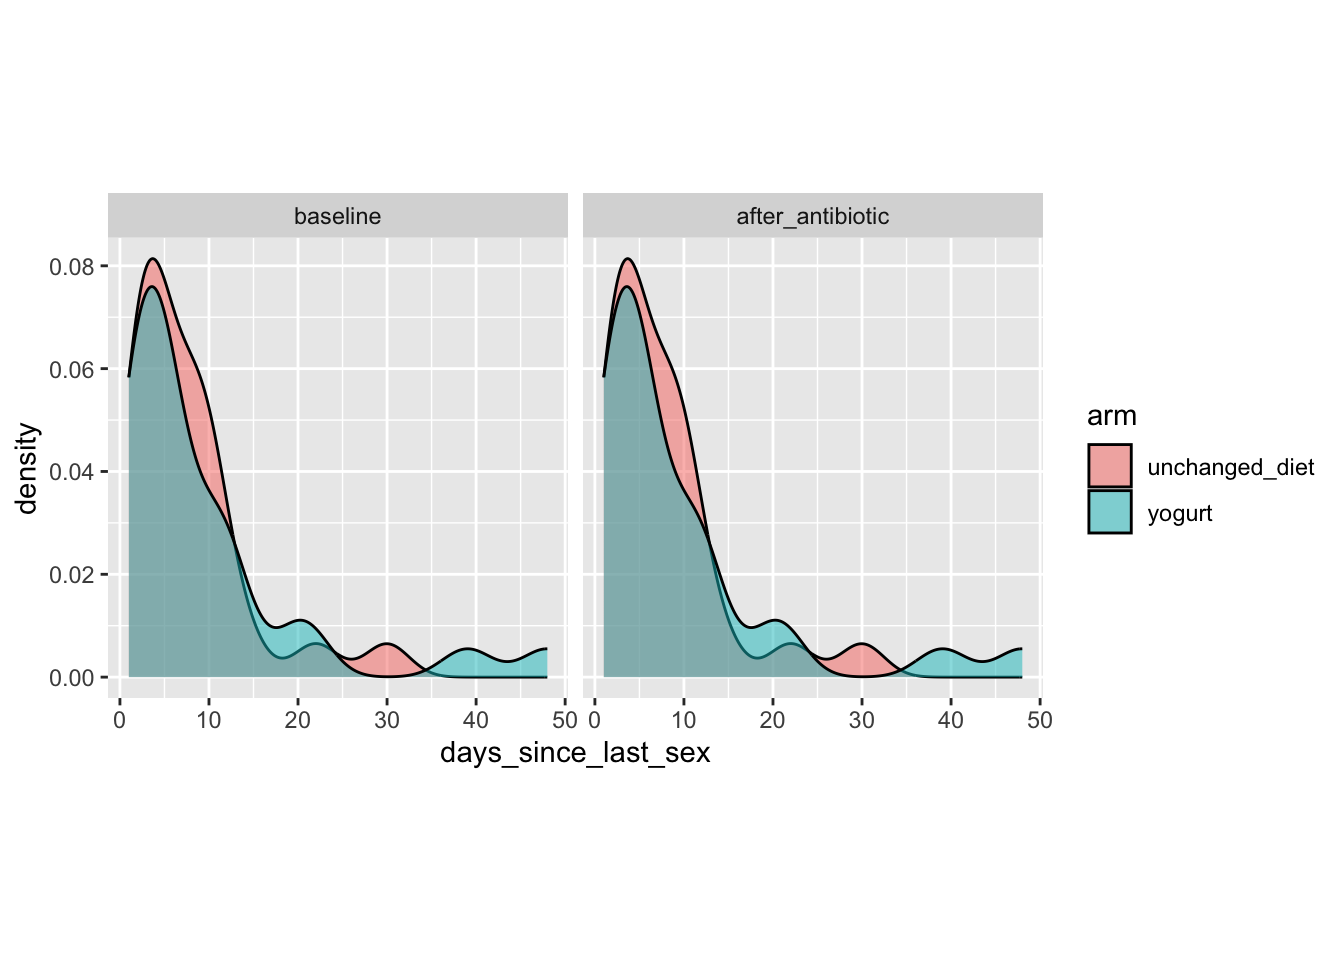 baseline
after_antibiotic
0.08
0.06
0.04
0.02
0.00
density
0 10 20 30 40 50
0 10 20 30 40 50
days_since_last_sex
arm
unchanged_diet
yogurt